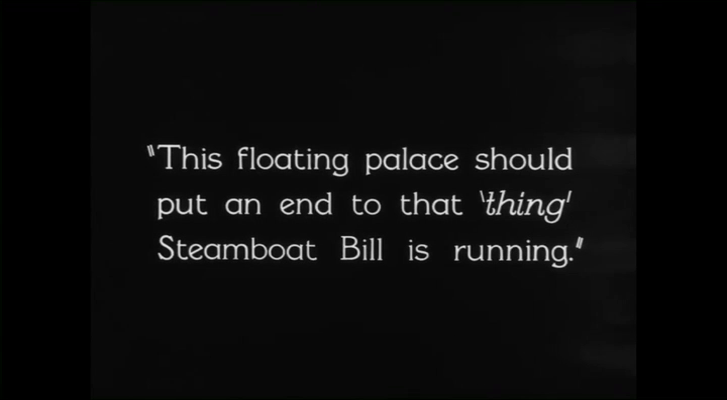 "This floating palace should
put an end to that 'thing'
Steamboat Bill is running."